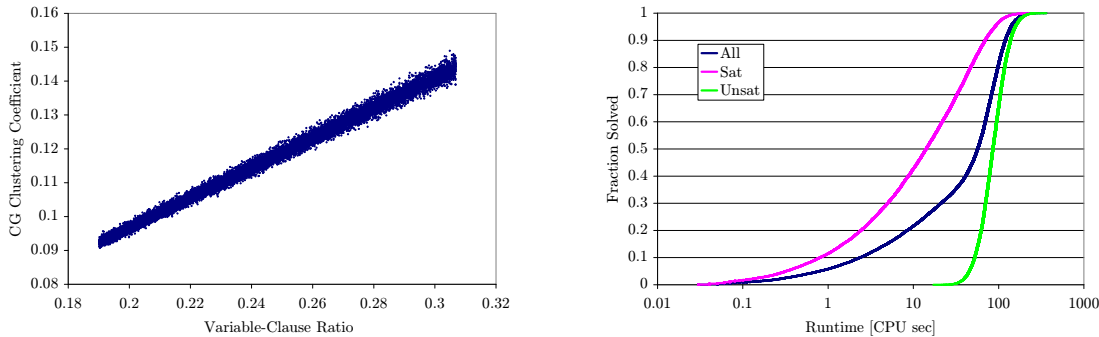 0.16
0.15
0.14
0.13
0.12
0.11
0.1
0.09
0.08
CG Clustering Coefficient
0.18 0.2 0.22 0.24 0.26 0.28 0.3 0.32
Variable-Clause Ratio
1
0.9
0.8
0.7
0.6
0.5
0.4
0.3
0.2
0.1
0
Fraction Solved
All
Sat
Unsat
0.01 0.1 1 10 100 1000
Runtime [CPU sec]